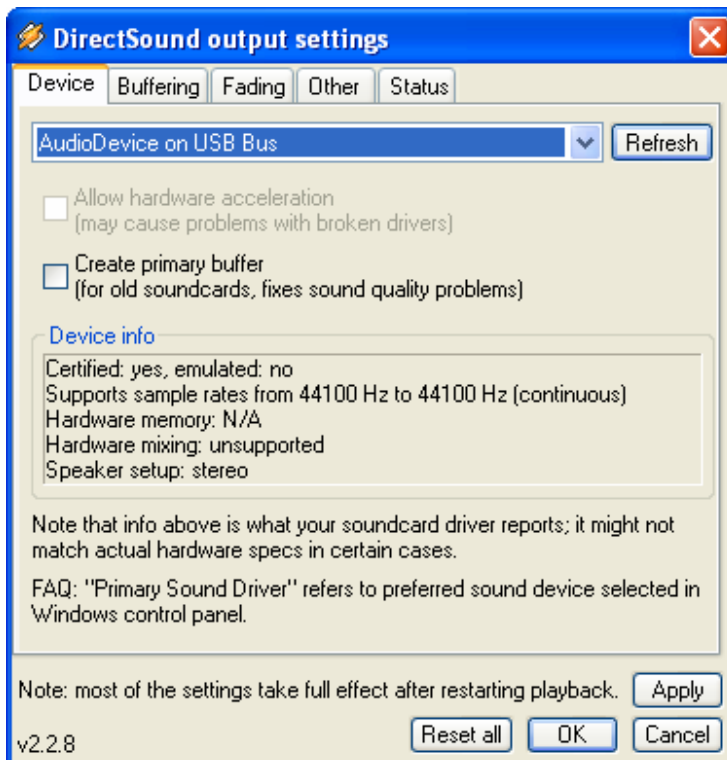 DirectSound output settings
Device Buffering Fading Other Status
AudioDevice on USB Bus Refresh
Allow hardware acceleration
(may cause problems with broken drivers)
Create primary buffer
(for old soundcards, fixes sound quality problems)
Device info
Certified: yes, emulated: no
Supports sample rates from 44100 Hz to 44100 Hz (continuous)
Hardware memory: N/A
Hardware mixing: unsupported
Speaker setup: stereo
Note that info above is what your soundcard driver reports; it might not
match actual hardware specs in certain cases.
FAQ: "Primary Sound Driver" refers to preferred sound device selected in
Windows control panel.
Note: most of the settings take full effect after restarting playback. Apply
v2.2.8 Reset all OK Cancel